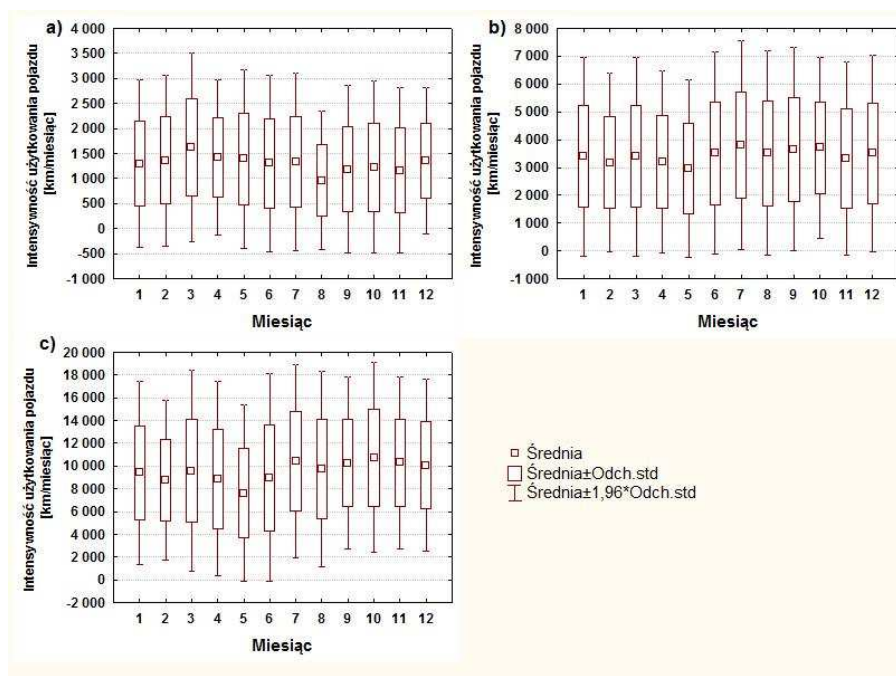 a)
Intensywność użytkowania pojazdu
[km/miesiąc]
4 000
3 500
3 000
2 500
2 000
1 500
1 000
500
0
-500
-1 000
1 2 3 4 5 6 7 8 9 10 11 12
Miesiąc
b)
Intensywność użytkowania pojazdu
[km/miesiąc]
8 000
7 000
6 000
5 000
4 000
3 000
2 000
1 000
0
-1 000
1 2 3 4 5 6 7 8 9 10 11 12
Miesiąc
c)
Intensywność użytkowania pojazdu
[km/miesiąc]
20 000
18 000
16 000
14 000
12 000
10 000
8 000
6 000
4 000
2 000
0
-2 000
1 2 3 4 5 6 7 8 9 10 11 12
Miesiąc
Średnia
Średnia±Odch.std
Średnia±1,96*Odch.std